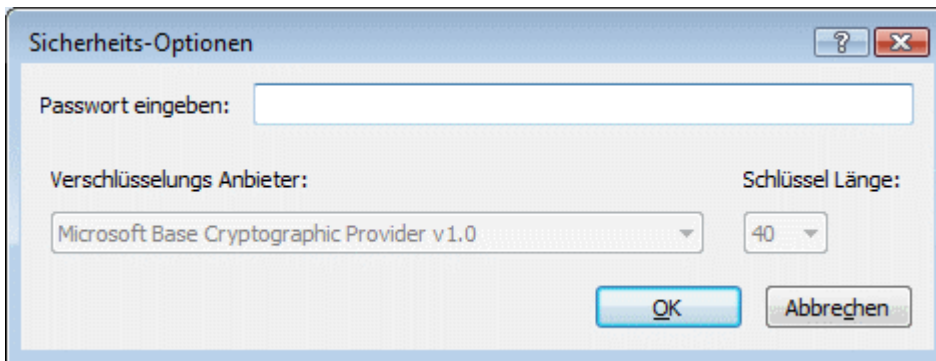 Sicherheits-Optionen
Passwort eingeben:
Verschlüsselungs Anbieter: Schlüssel Länge:
Microsoft Base Cryptographic Provider v1.0 40
OK Abbrechen